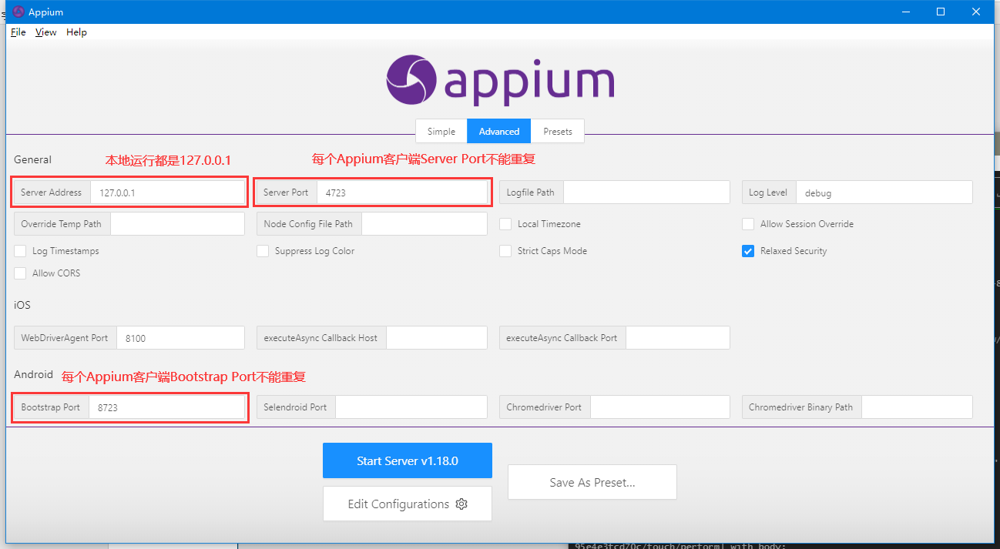 Appium
File View Help
appium
Simple Advanced Presets
General 本地运行都是127.0.0.1 每个Appium客户端Server Port不能重复
Server Address 127.0.0.1 Server Port 4723 Logfile Path Log Level debug
Override Temp Path Node Config File Path Local Timezone Allow Session Override
Log Timestamps Suppress Log Color Strict Caps Mode Relaxed Security
Allow CORS
iOS
WebDriverAgent Port 8100 executeAsync Callback Host executeAsync Callback Port
Android 每个Appium客户端Bootstrap Port不能重复
Bootstrap Port 8723 Selendroid Port Chromedriver Port Chromedriver Binary Path
Start Server v1.18.0
Save As Preset...
Edit Configurations
95e4e3fcd70c/touch/perform] with body: